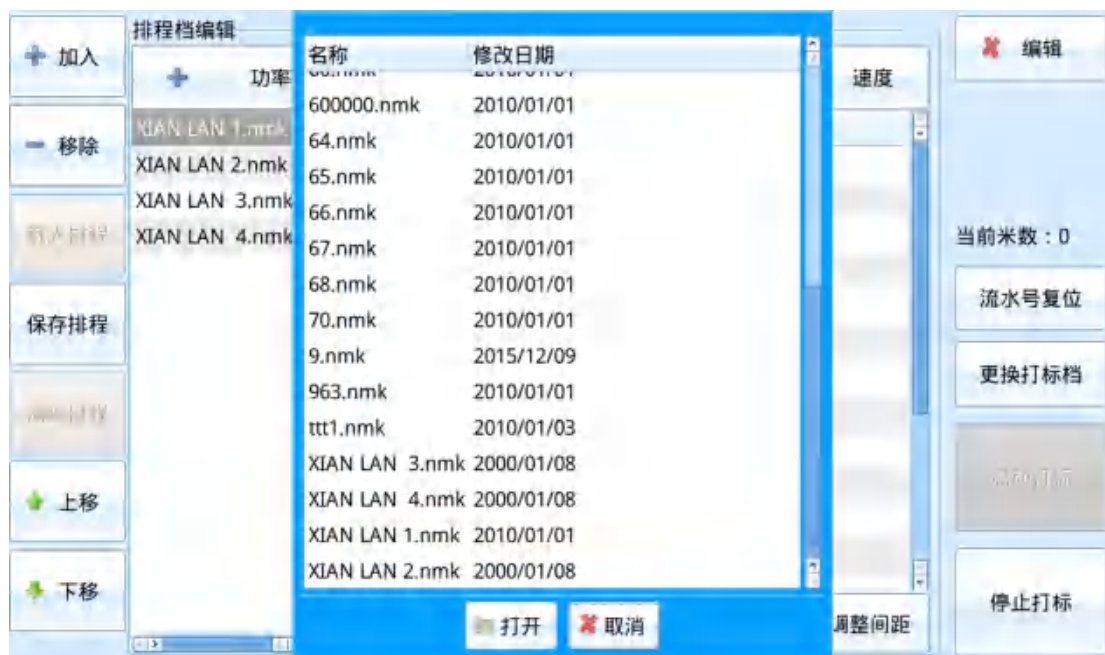 排程档编辑
加入
移除
保存排程
上移
下移
功率
速度
XIAN LAN 1.nmk
XIAN LAN 2.nmk
XIAN LAN  3.nmk
XIAN LAN  4.nmk
名称 修改日期
600000.nmk 2010/01/01
64.nmk 2010/01/01
65.nmk 2010/01/01
66.nmk 2010/01/01
67.nmk 2010/01/01
68.nmk 2010/01/01
70.nmk 2010/01/01
9.nmk 2015/12/09
963.nmk 2010/01/01
ttt1.nmk 2010/01/03
XIAN LAN  3.nmk 2000/01/08
XIAN LAN  4.nmk 2000/01/08
XIAN LAN 1.nmk 2010/01/01
XIAN LAN 2.nmk 2000/01/08
打开 取消
调整间距
编辑
当前米数：0
流水号复位
更换打标档
停止打标